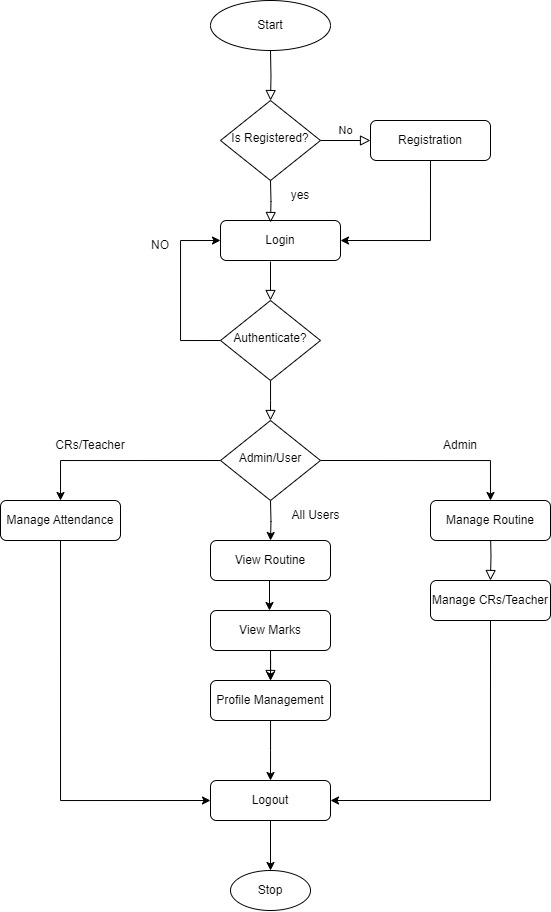 Start
Is Registered?
No
Registration
yes
Login
NO
Authenticate?
CRs/Teacher
Admin/User
Admin
All Users
Manage Attendance
View Routine
Manage Routine
Manage CRs/Teacher
View Marks
Profile Management
Logout
Stop